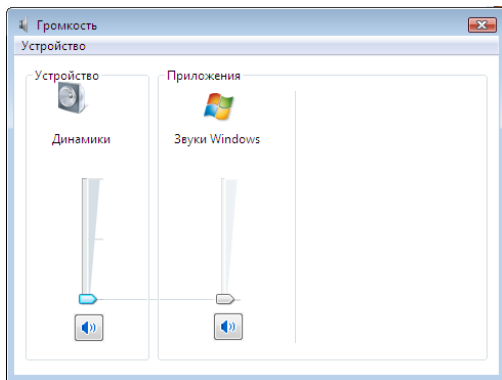 Громкость
Устройство
Устройство
Приложения
Динамики
Звуки Windows